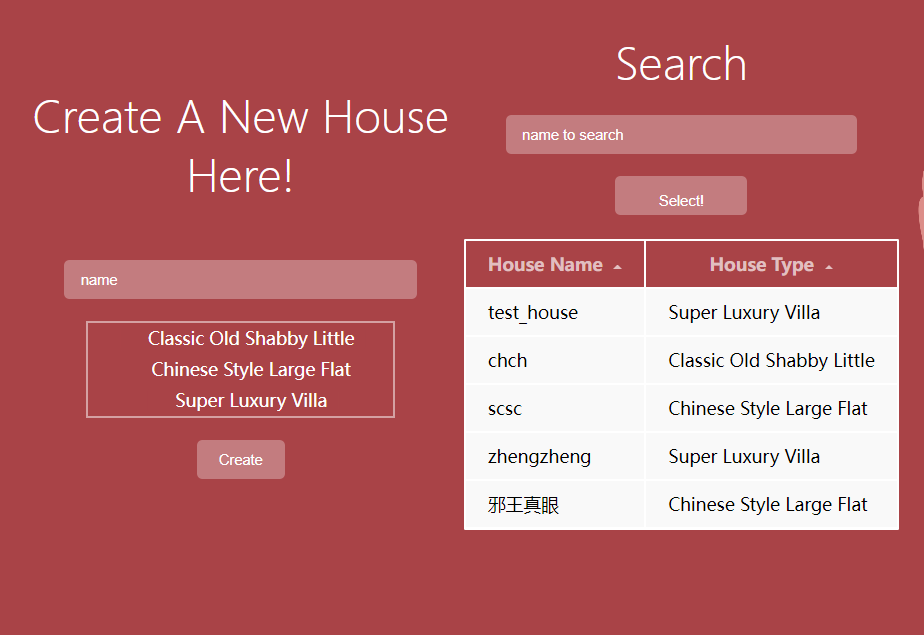 Create A New House
Here!
name
Classic Old Shabby Little
Chinese Style Large Flat
Super Luxury Villa
Create
Search
name to search
Select!
House Name House Type
test_house Super Luxury Villa
chch Classic Old Shabby Little
scsc Chinese Style Large Flat
zhengzheng Super Luxury Villa
邪王真眼 Chinese Style Large Flat